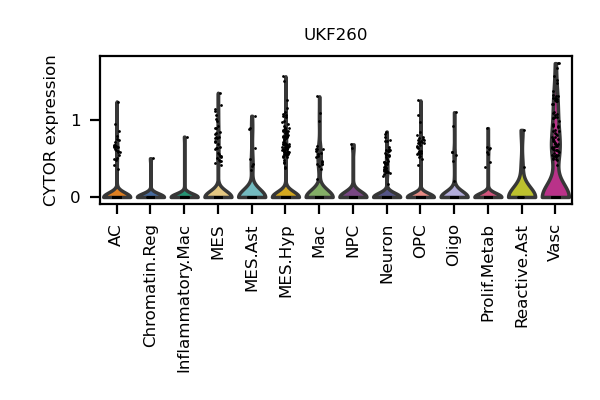 UKF260
CYTOR expression
1
0
AC
Chromatin.Reg
Inflammatory.Mac
MES
MES.Ast
MES.Hyp
Mac
NPC
Neuron
OPC
Oligo
Prolif.Metab
Reactive.Ast
Vasc